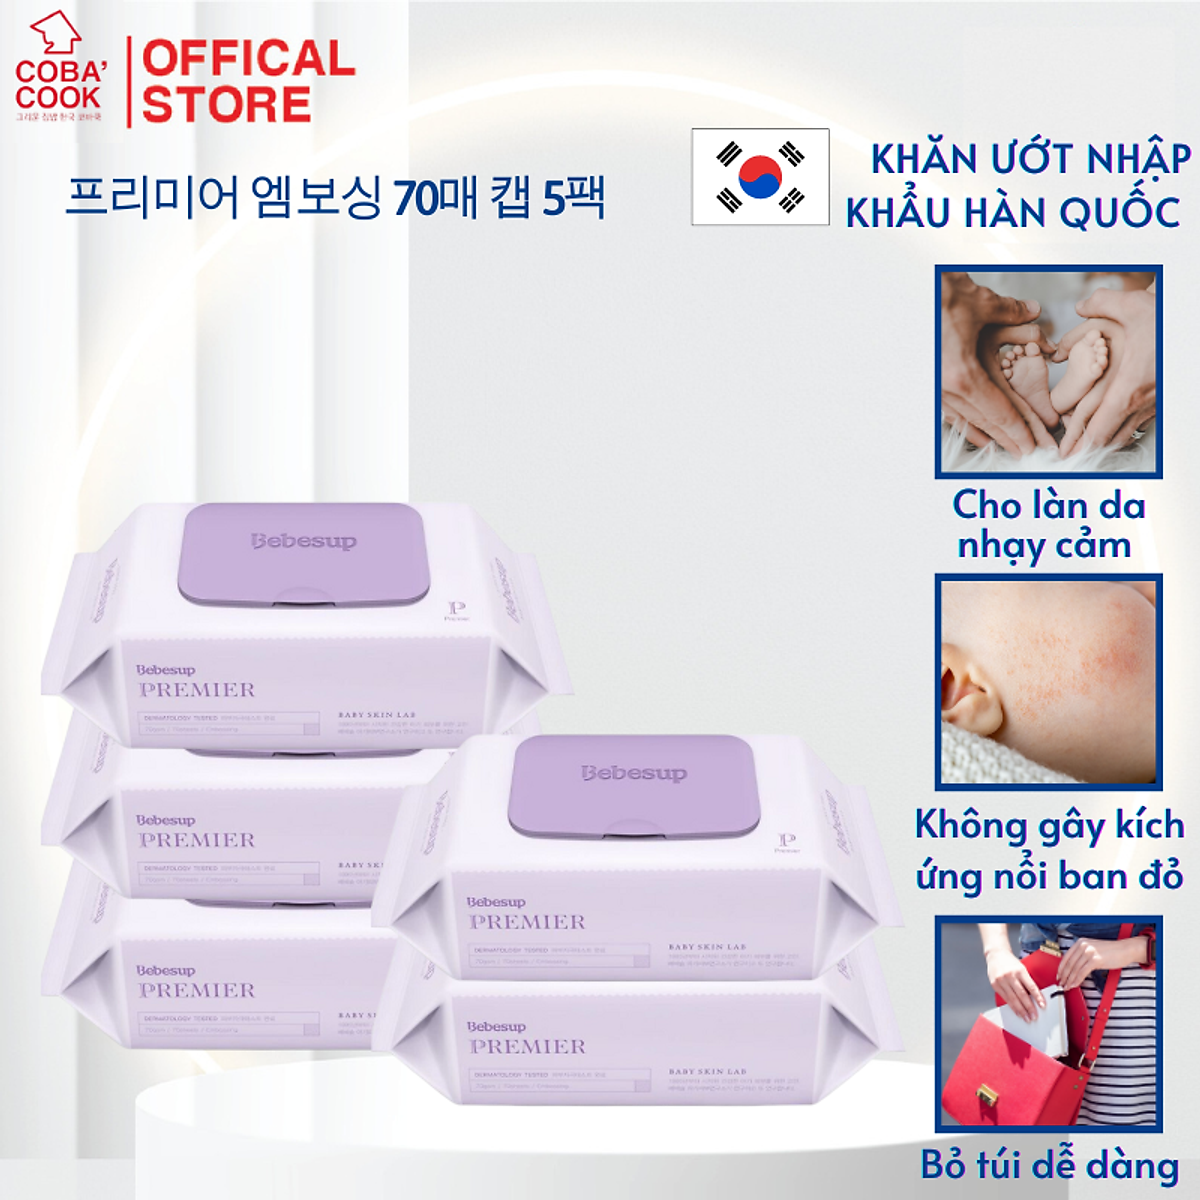 COBA'
COOK
그리운 집밥 한국 코바쿡
OFFICAL
STORE
프리미어 엠보싱 70매 캡 5팩
KHĂN ƯỚT NHẬP
KHẨU HÀN QUỐC
Cho làn da
nhạy cảm
Không gây kích
ứng nổi ban đỏ
Bỏ túi dễ dàng
Bebesup
P
Premier
Bebesup
PREMIER
DERMATOLOGY TESTED
BABY SKIN LAB
Bebesup
PREMIER
DERMATOLOGY TESTED
BABY
Bebesup
PREMIER
DERMATOLOGY TESTED
BABY
Bebesup
P
Premier
Bebesup
PREMIER
DERMATOLOGY TESTED
BABY SKIN LAB
Bebesup
PREMIER
DERMATOLOGY TESTED
BABY SKIN LAB